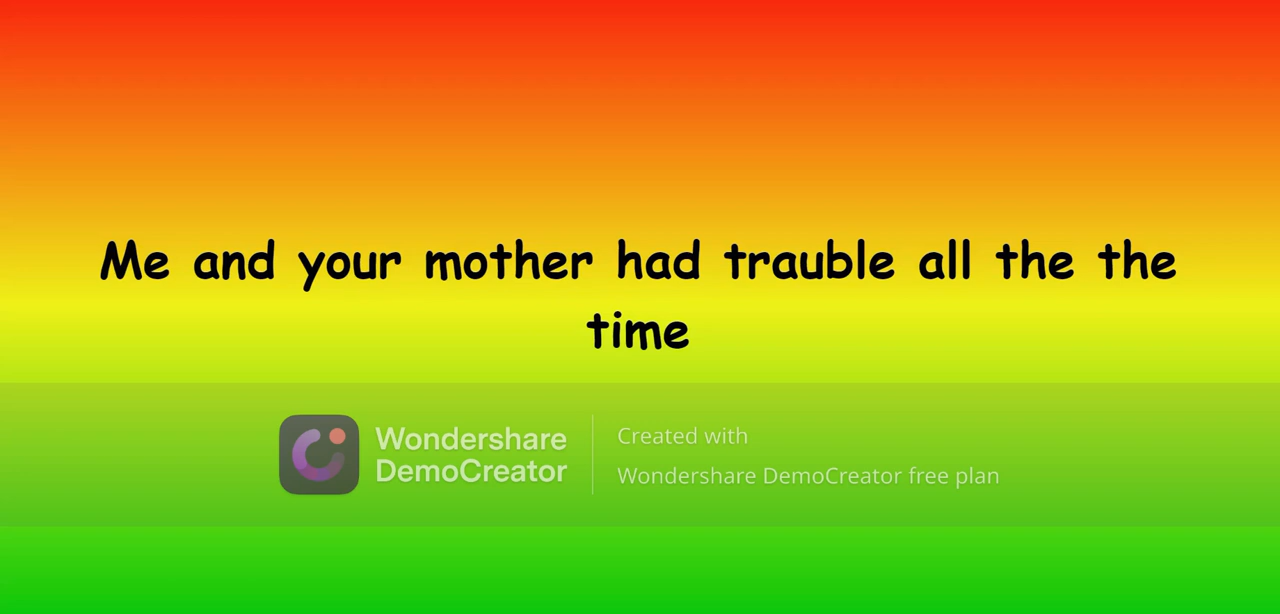 Me and your mother had trauble all the the
time
Wondershare
DemoCreator
Created with
Wondershare DemoCreator free plan